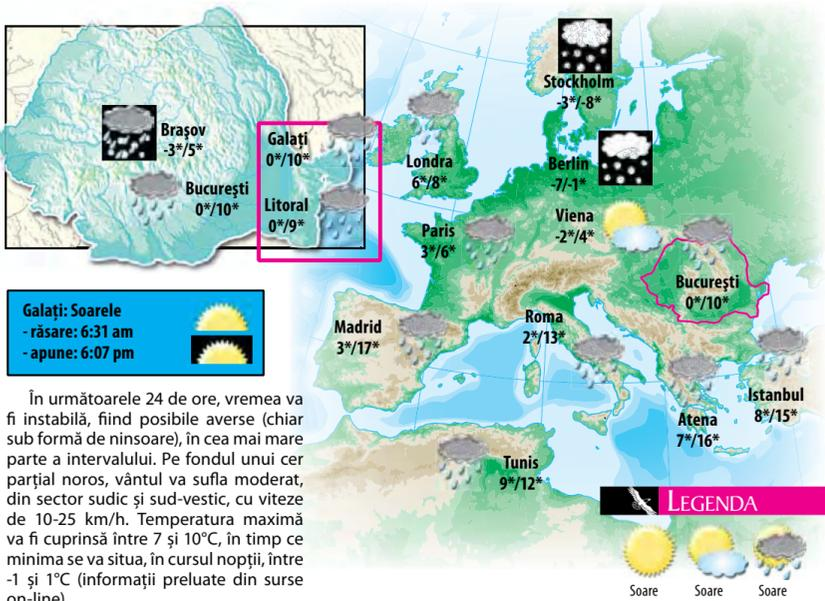 Brașov
-3*/5*
București
0*/10*
Galați
0*/10*
Litoral
0*/9*
Stockholm
-3*/-8*
Londra
6*/8*
Berlin
-7/-1*
Paris
3*/6*
Viena
-2*/4*
București
0*/10*
Madrid
3*/17*
Roma
2*/13*
Istanbul
8*/15*
Atena
7*/16*
Tunis
9*/12*
Galați: Soarele
- răsare: 6:31 am
- apune: 6:07 pm
În următoarele 24 de ore, vremea va
fi instabilă, fiind posibile averse (chiar
sub formă de ninsoare), în cea mai mare
parte a intervalului. Pe fondul unui cer
parțial noros, vântul va sufla moderat,
din sector sudic și sud-vestic, cu viteze
de 10-25 km/h. Temperatura maximă
va fi cuprinsă între 7 și 10°C, în timp ce
minima se va situa, în cursul nopții, între
-1 și 1°C (informații preluate din surse
on-line)
LEGENDA
Soare Soare Soare